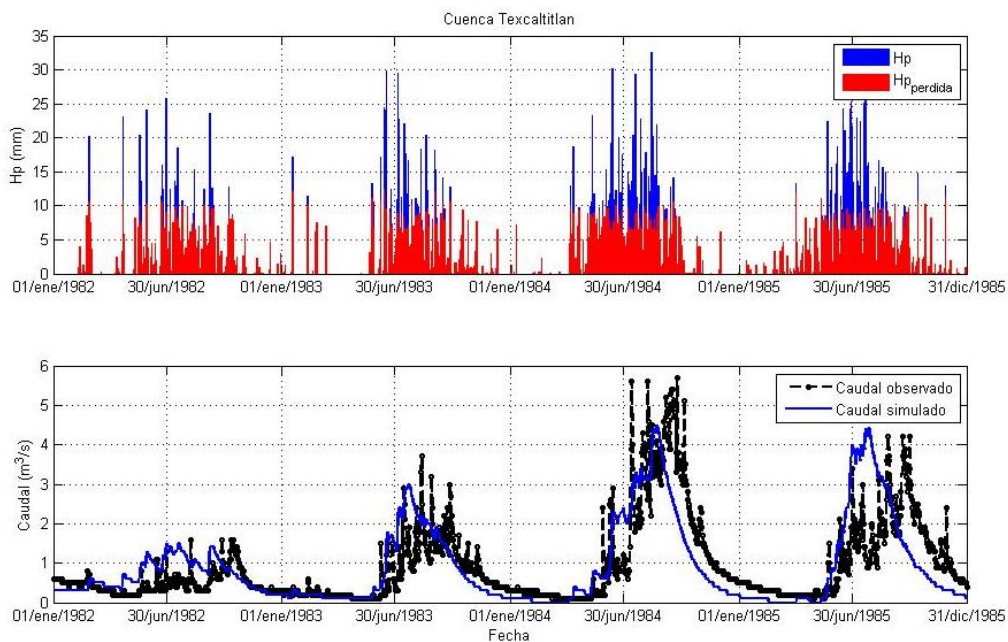 Cuenca Texcaltitlan
Hp (mm)
35
30
25
20
15
10
5
0
Hp
Hp perdida
01/ene/1982
30/jun/1982
01/ene/1983
30/jun/1983
01/ene/1984
30/jun/1984
01/ene/1985
30/jun/1985
31/dic/1985
Caudal (m³/s)
6
5
4
3
2
1
0
Caudal observado
Caudal simulado
01/ene/1982
30/jun/1982
01/ene/1983
30/jun/1983
01/ene/1984
30/jun/1984
01/ene/1985
30/jun/1985
31/dic/1985
Fecha